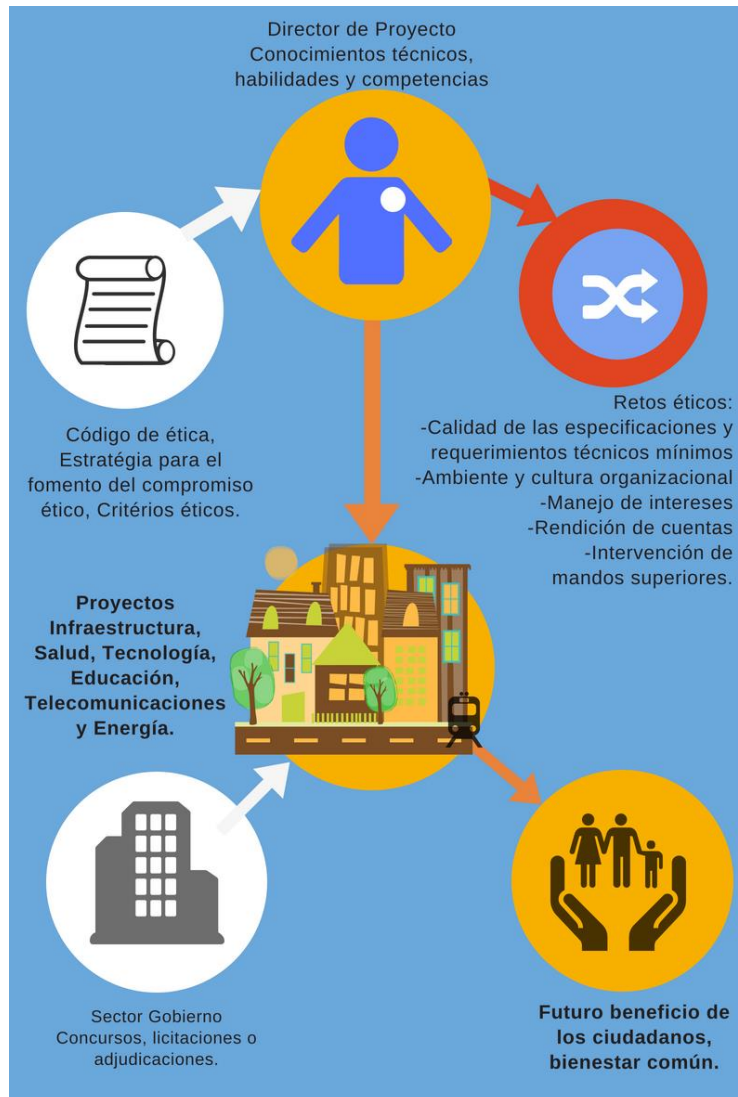 Director de Proyecto
Conocimientos técnicos,
habilidades y competencias
Código de ética,
Estratégia para el
fomento del compromiso
ético, Critérios éticos.
Retos éticos:
-Calidad de las especificaciones y
requerimientos técnicos mínimos
-Ambiente y cultura organizacional
-Manejo de intereses
-Rendición de cuentas
-Intervención de
mandos superiores.
Proyectos
Infraestructura,
Salud, Tecnología,
Educación,
Telecomunicaciones
y Energía.
Sector Gobierno
Concursos, licitaciones o
adjudicaciones.
Futuro beneficio de
los ciudadanos,
bienestar común.